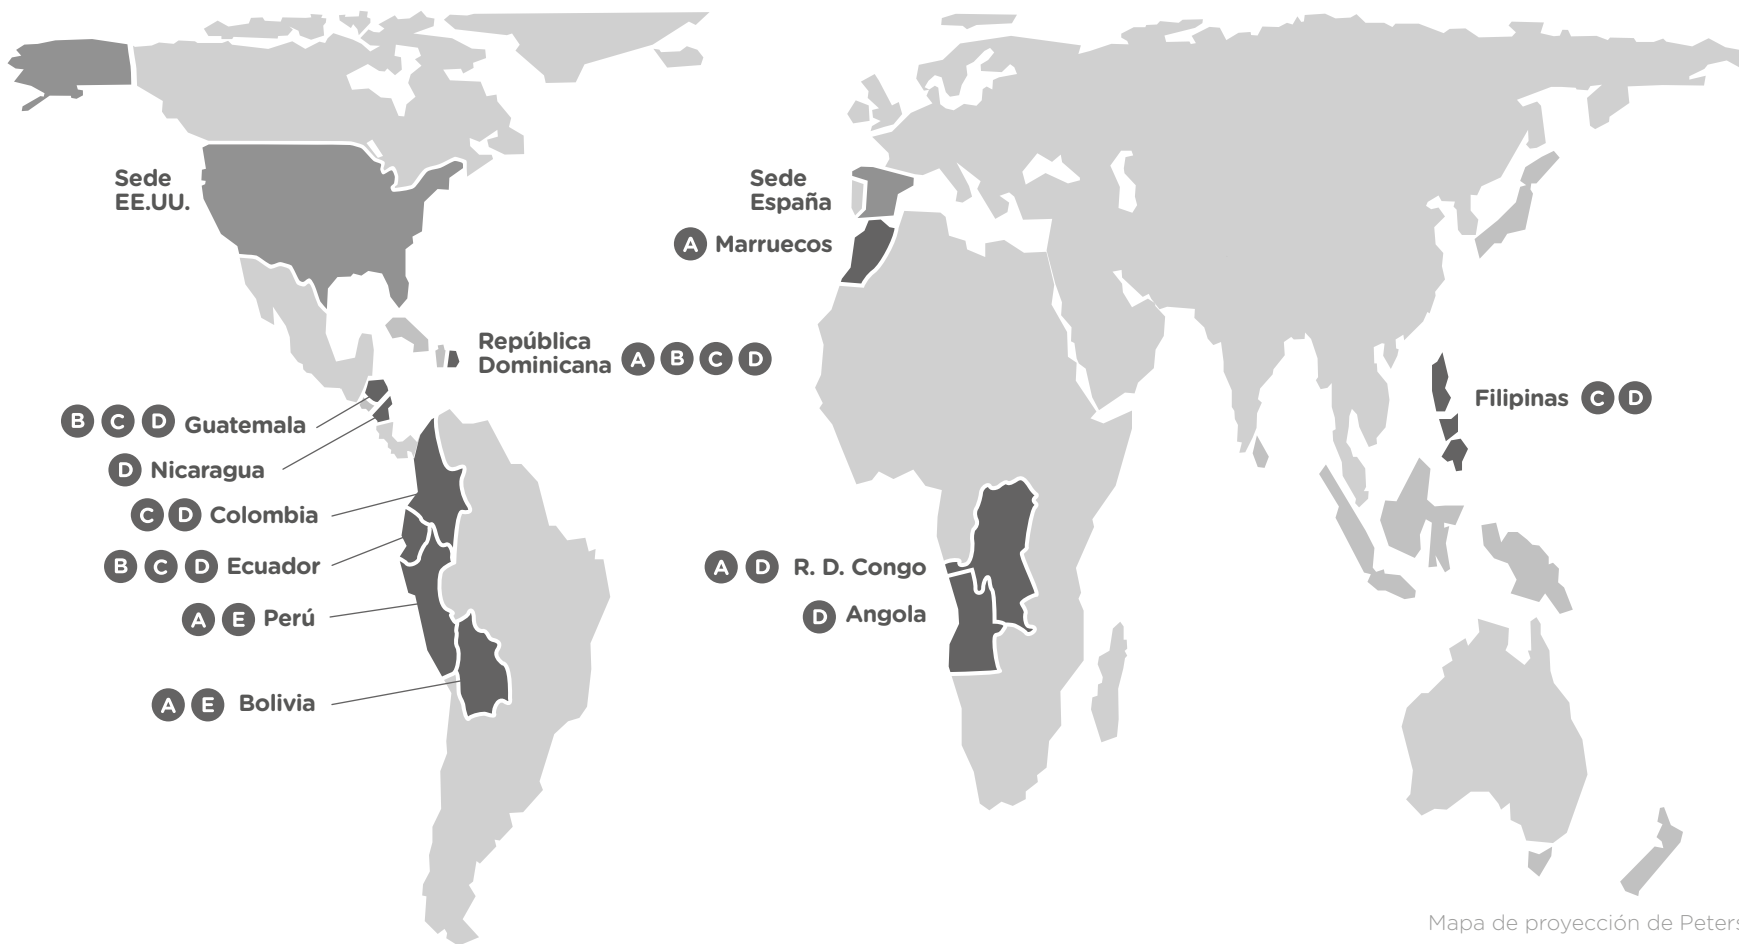 Sede
EE.UU.
Sede
España
A Marruecos
República
Dominicana A B C D
B C D Guatemala
Filipinas C D
D Nicaragua
C D Colombia
B C D Ecuador
A D R. D. Congo
A E Perú
D Angola
A E Bolivia
Mapa de proyección de Peters